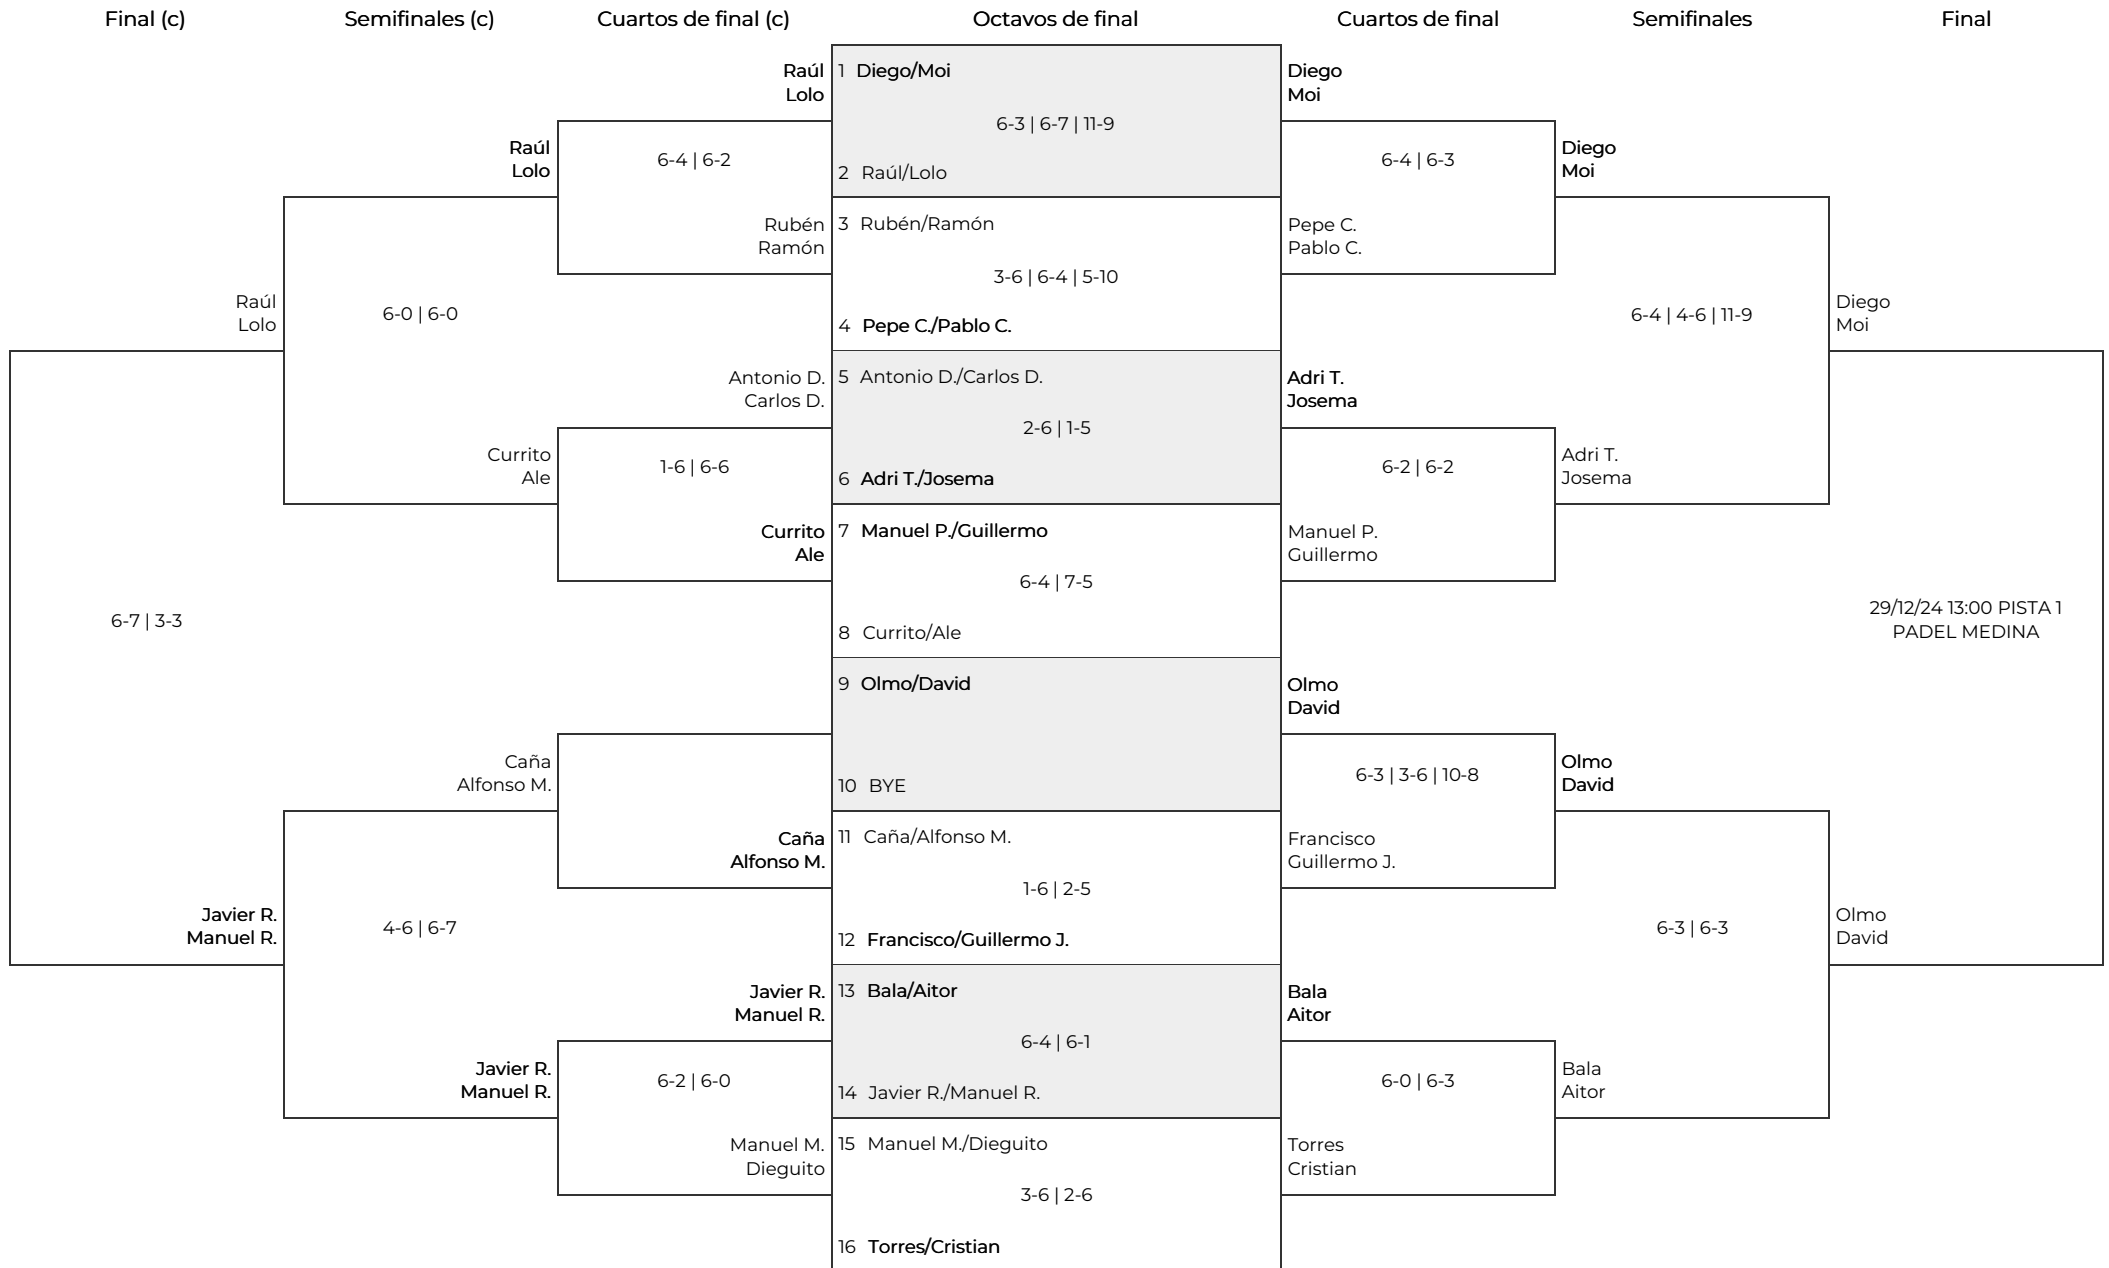 Final (c)
Semifinales (c)
Cuartos de final (c)
Octavos de final
Cuartos de final
Semifinales
Final
Raúl
Lolo
6-7 | 3-3
Javier R.
Manuel R.
Raúl
Lolo
6-0 | 6-0
Currito
Ale
Caña
Alfonso M.
4-6 | 6-7
Javier R.
Manuel R.
Raúl
Lolo
6-4 | 6-2
Rubén
Ramón
Antonio D.
Carlos D.
1-6 | 6-6
Currito
Ale
Caña
Alfonso M.
Javier R.
Manuel R.
6-2 | 6-0
Manuel M.
Dieguito
1 Diego/Moi
6-3 | 6-7 | 11-9
2 Raúl/Lolo
3 Rubén/Ramón
3-6 | 6-4 | 5-10
4 Pepe C./Pablo C.
5 Antonio D./Carlos D.
2-6 | 1-5
6 Adri T./Josema
7 Manuel P./Guillermo
6-4 | 7-5
8 Currito/Ale
9 Olmo/David
10 BYE
11 Caña/Alfonso M.
1-6 | 2-5
12 Francisco/Guillermo J.
13 Bala/Aitor
6-4 | 6-1
14 Javier R./Manuel R.
15 Manuel M./Dieguito
3-6 | 2-6
16 Torres/Cristian
Diego
Moi
6-4 | 6-3
Pepe C.
Pablo C.
Adri T.
Josema
6-2 | 6-2
Manuel P.
Guillermo
Olmo
David
6-3 | 3-6 | 10-8
Francisco
Guillermo J.
Bala
Aitor
6-0 | 6-3
Torres
Cristian
Diego
Moi
6-4 | 4-6 | 11-9
Adri T.
Josema
Olmo
David
6-3 | 6-3
Bala
Aitor
Diego
Moi
29/12/24 13:00 PISTA 1
PADEL MEDINA
Olmo
David